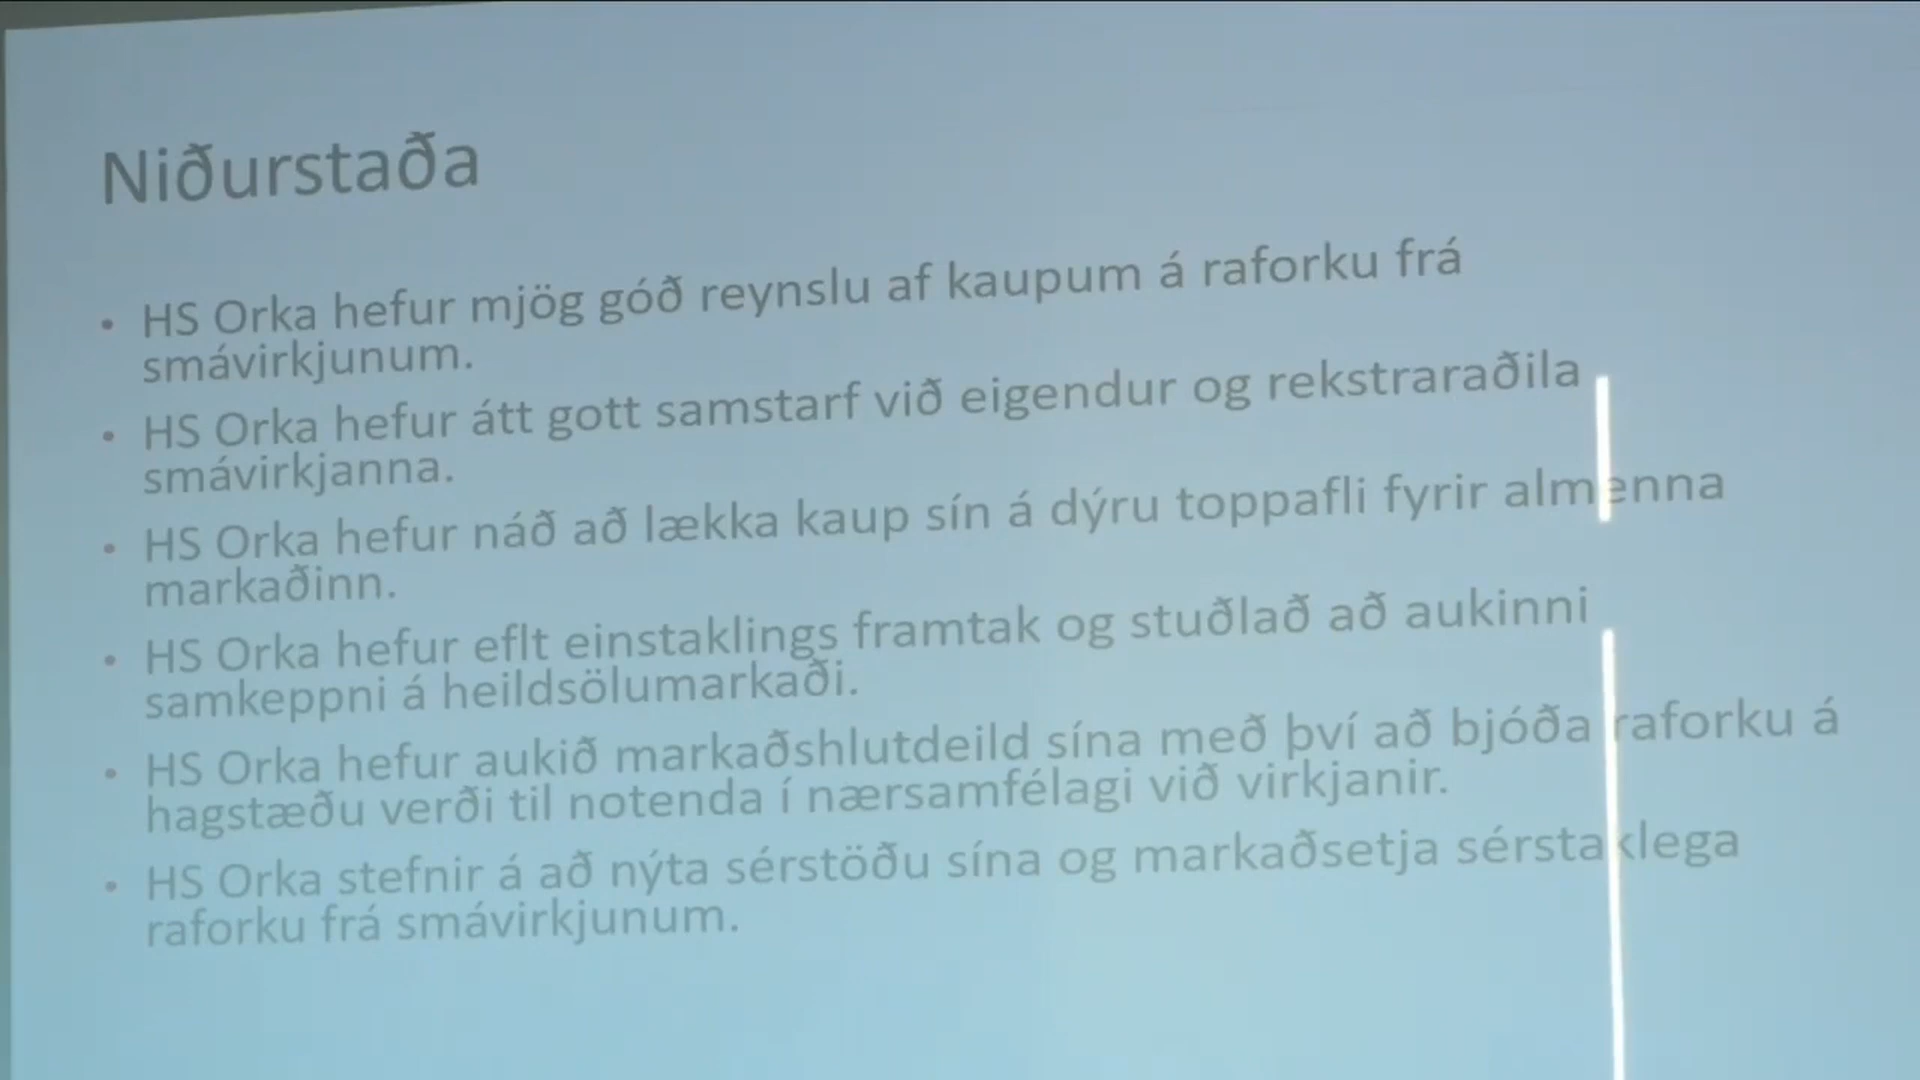 Niðurstaða
• HS Orka hefur mjög góð reynslu af kaupum á raforku frá
smávirkjunum.
• HS Orka hefur átt gott samstarf við eigendur og rekstraraðila
smávirkjanna.
• HS Orka hefur náð að lækka kaup sín á dýru toppafli fyrir almenna
markaðinn.
• HS Orka hefur eflt einstaklings framtak og stuðlað að aukinni
samkeppni á heildsölumarkaði.
• HS Orka hefur aukið markaðshlutdeild sína með því að bjóða raforku á
hagstæðu verði til notenda í nærsamfélagi við virkjanir.
• HS Orka stefnir á að nýta sérstöðu sína og markaðsetja sérstaklega
raforku frá smávirkjunum.